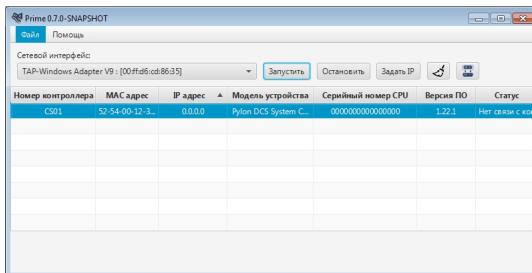 Prime 0.7.0-SNAPSHOT
Файл Помощь
Сетевой интерфейс:
TAP-Windows Adapter V9 : [00:ffd6:cd:86:35] Запустить Остановить Задать IP
Номер контроллера MAC адрес IP адрес Модель устройства Серийный номер CPU Версия ПО Статус
CS01 52-54-00-12-3... 0.0.0.0 Pylon DCS System C... 0000000000000000 1.22.1 Нет связи с ко